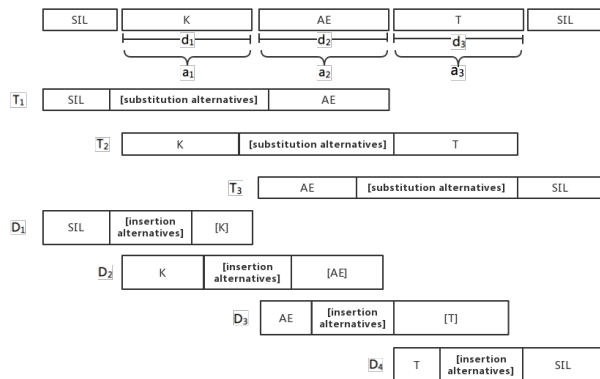 SIL K AE T SIL
d₁ d₂ d₃
a₁ a₂ a₃
T₁ SIL [substitution alternatives] AE
T₂ K [substitution alternatives] T
T₃ AE [substitution alternatives] SIL
D₁ SIL [insertion alternatives] [K]
D₂ K [insertion alternatives] [AE]
D₃ AE [insertion alternatives] [T]
D₄ T [insertion alternatives] SIL